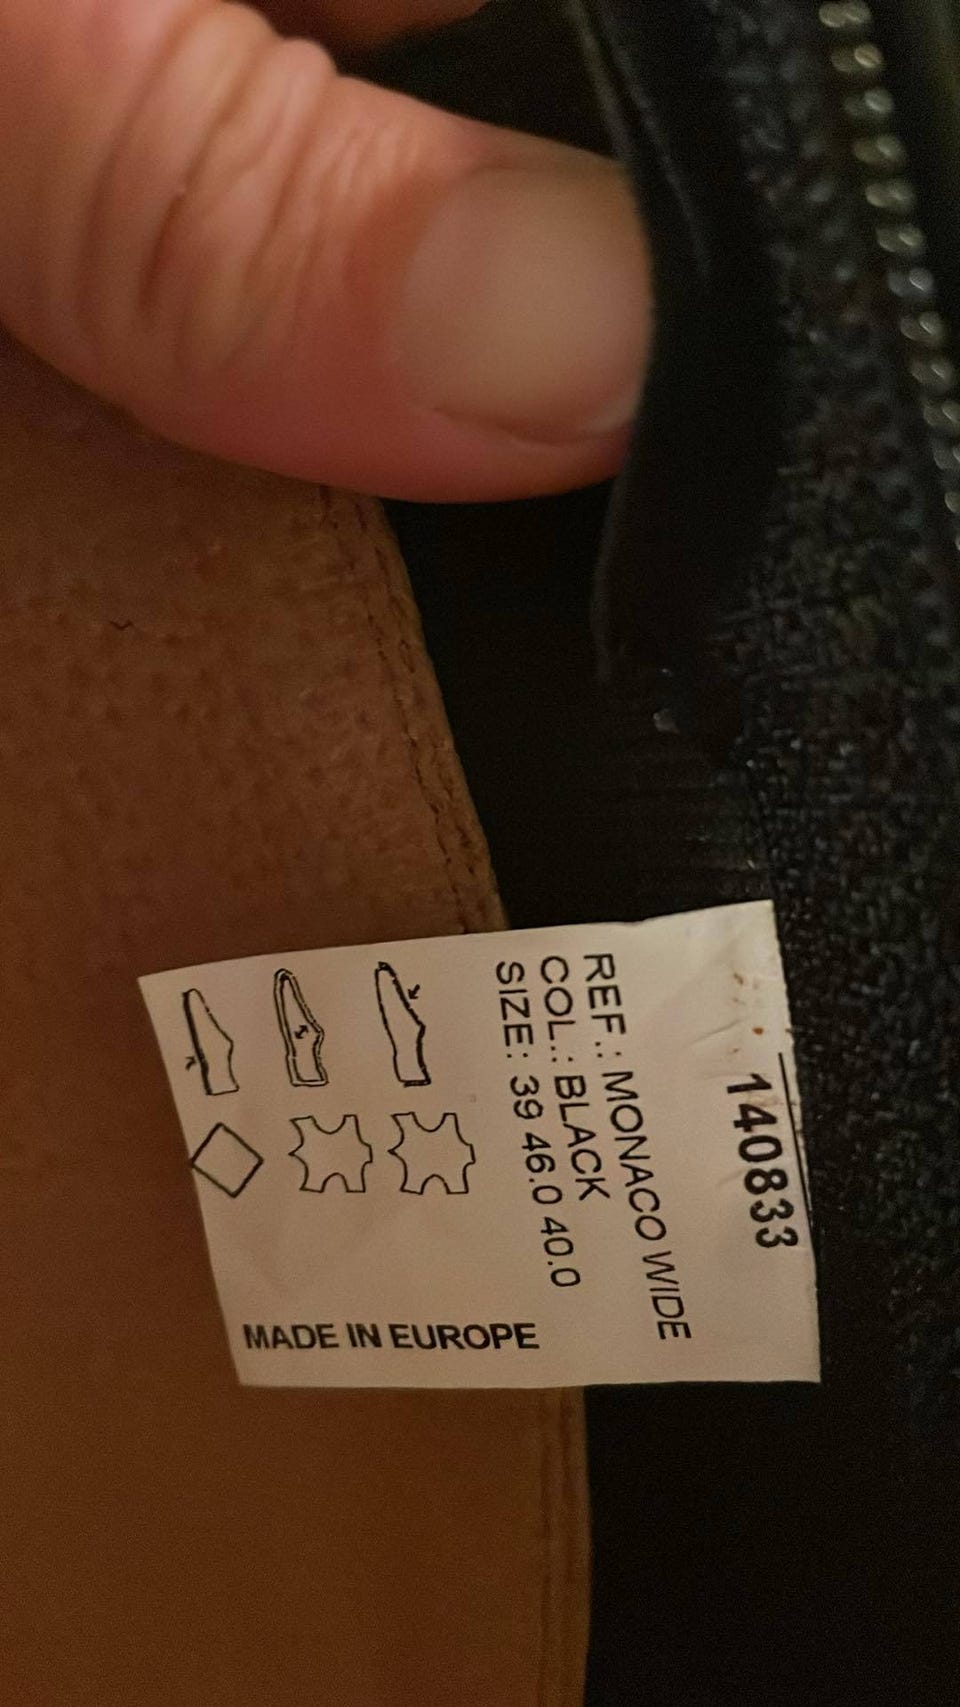 140833
REF.: MONACO WIDE
COL.: BLACK
SIZE: 39 46.0 40.0
MADE IN EUROPE